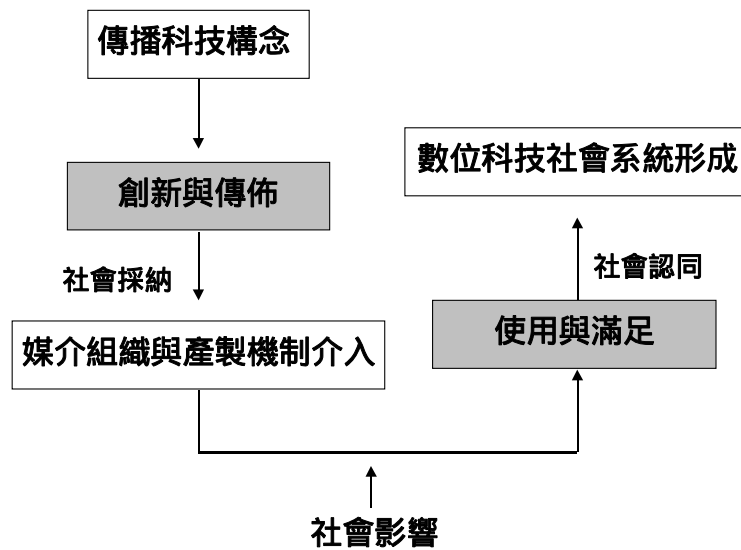 傳播科技構念
創新與傳佈
社會採納
媒介組織與產製機制介入
社會影響
使用與滿足
社會認同
數位科技社會系統形成